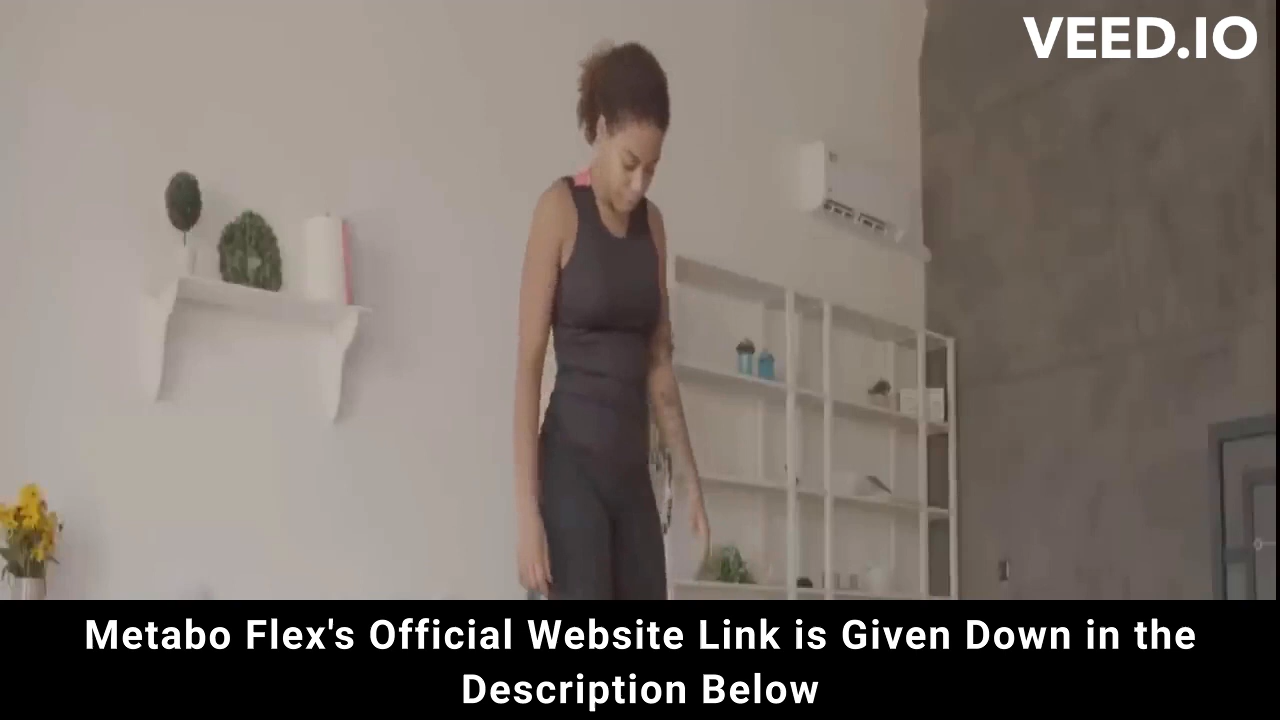 VEED.IO
Metabo Flex's Official Website Link is Given Down in the
Description Below